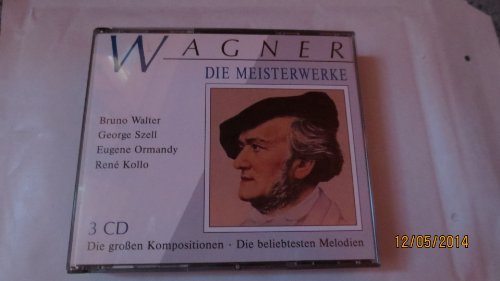 WAGNER
DIE MEISTERWERKE
Bruno Walter
George Szell
Eugene Ormandy
René Kollo
3 CD
Die großen Kompositionen · Die beliebtesten Melodien
12/05/2014